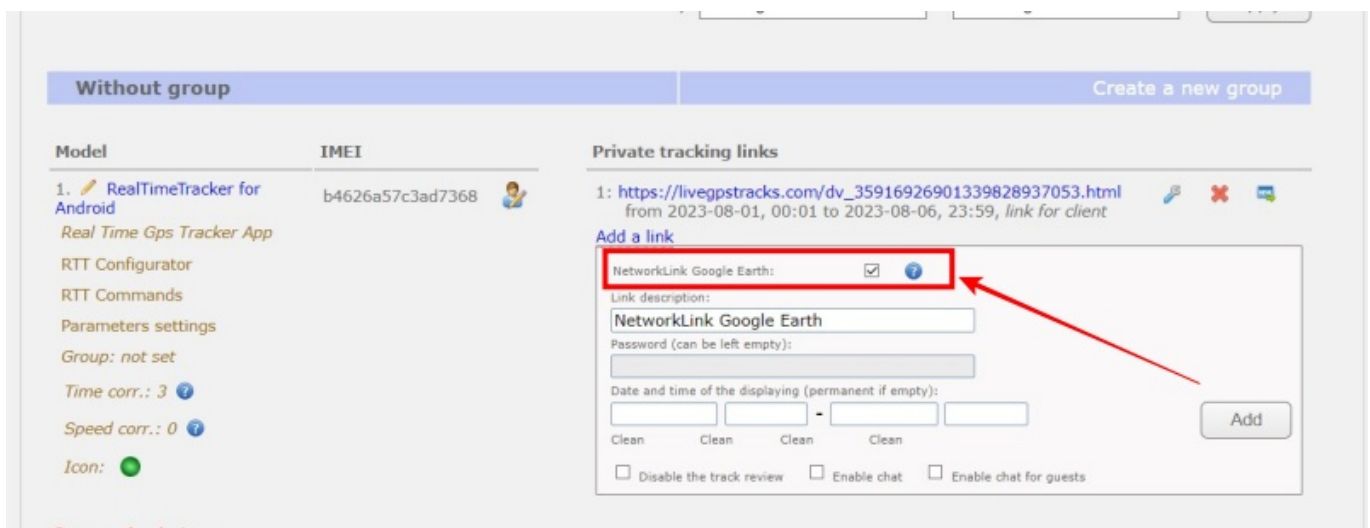 Without group
Create a new group
Model
IMEI
Private tracking links
1. RealTimeTracker for
Android
b4626a57c3ad7368
1: https://livegpstracks.com/dv_35916926901339828937053.html
from 2023-08-01, 00:01 to 2023-08-06, 23:59, link for client
Add a link
Real Time Gps Tracker App
RTT Configurator
RTT Commands
Parameters settings
Group: not set
Time corr.: 3
Speed corr.: 0
Icon:
NetworkLink Google Earth:
Link description:
NetworkLink Google Earth
Password (can be left empty):
Date and time of the displaying (permanent if empty):
-
Clean Clean Clean Clean
Add
Disable the track review Enable chat Enable chat for guests